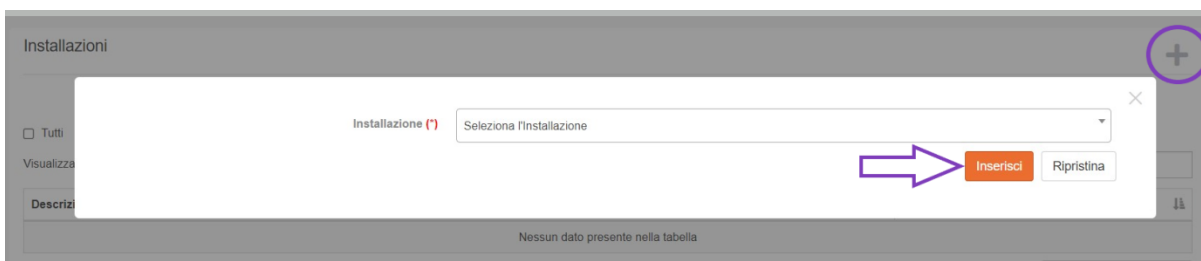 Installazioni
Installazione (*)
Seleziona l'Installazione
Tutti
Visualizza
Inserisci
Ripristina
Descrizi
Nessun dato presente nella tabella